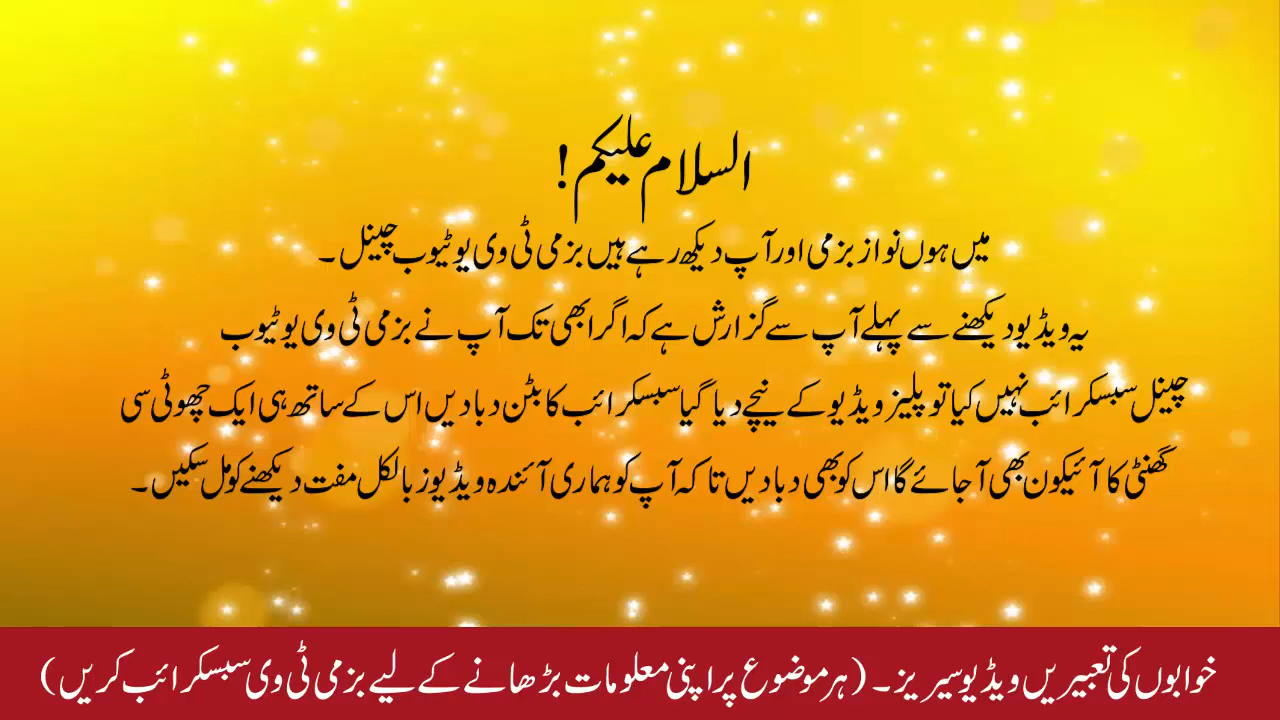 السلام علیکم!
میں ہوں نواز بزمی اور آپ دیکھ رہے ہیں بزمی ٹی وی یوٹیوب چینل۔
یہ ویڈیو دیکھنے سے پہلے آپ سے گزارش ہے کہ اگر ابھی تک آپ نے بزمی ٹی وی یوٹیوب
چینل سبسکرائب نہیں کیا تو پلیز ویڈیو کے نیچے دیا گیا سبسکرائب کا بٹن دبا دیں اس کے ساتھ ہی ایک چھوٹی سی
گھنٹی کا آئیکون بھی آ جائے گا اس کو بھی دبا دیں تاکہ آپ کو ہماری آئندہ ویڈیوز بالکل مفت دیکھنے کو مل سکیں۔
خوابوں کی تعبیریں ویڈیو سیریز۔ (ہر موضوع پر اپنی معلومات بڑھانے کے لیے بزمی ٹی وی سبسکرائب کریں)